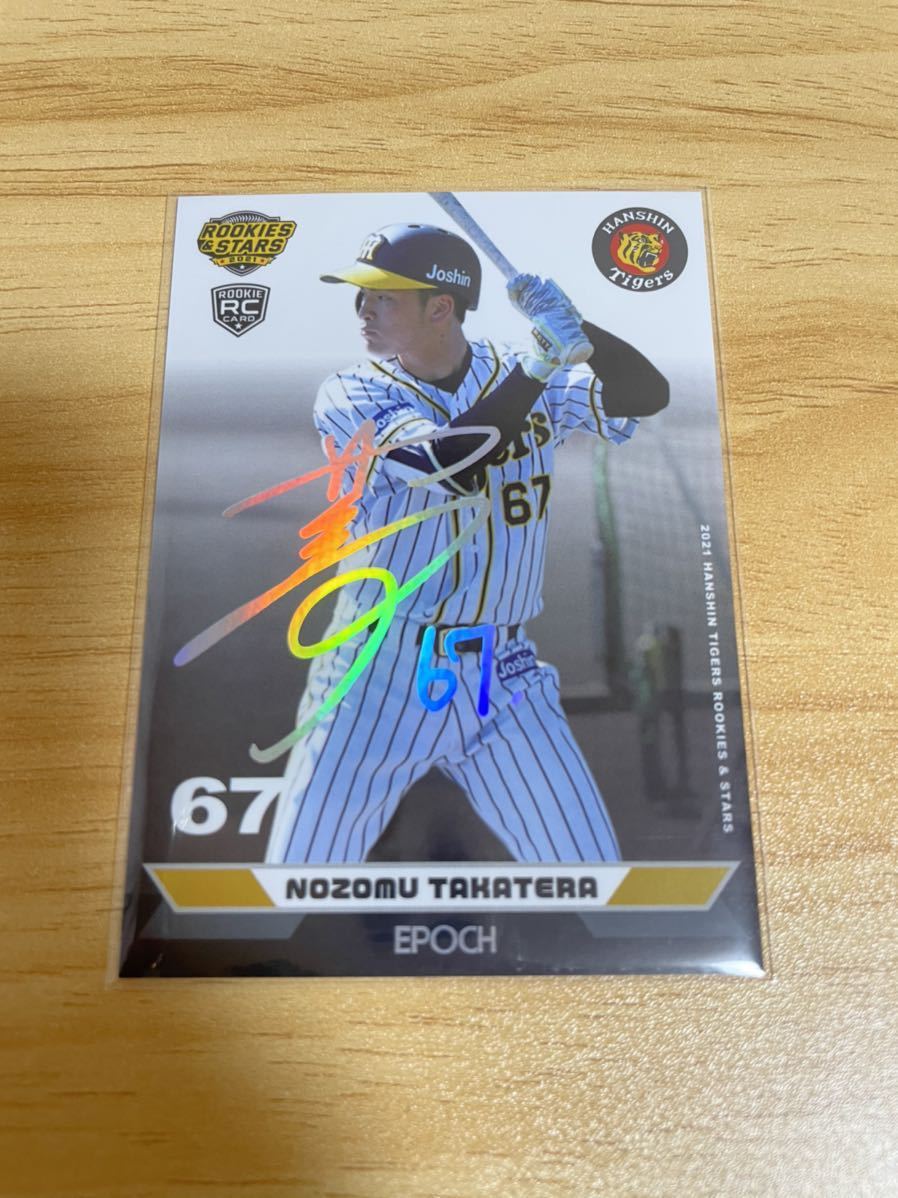 ROOKIES
& STARS
2021
ROOKIE
RC
CARD
HANSHIN
Tigers
Joshin
Joshin
67
67
Joshin
2021 HANSHIN TIGERS ROOKIES & STARS
67
NOZOMU TAKATERA
EPOCH